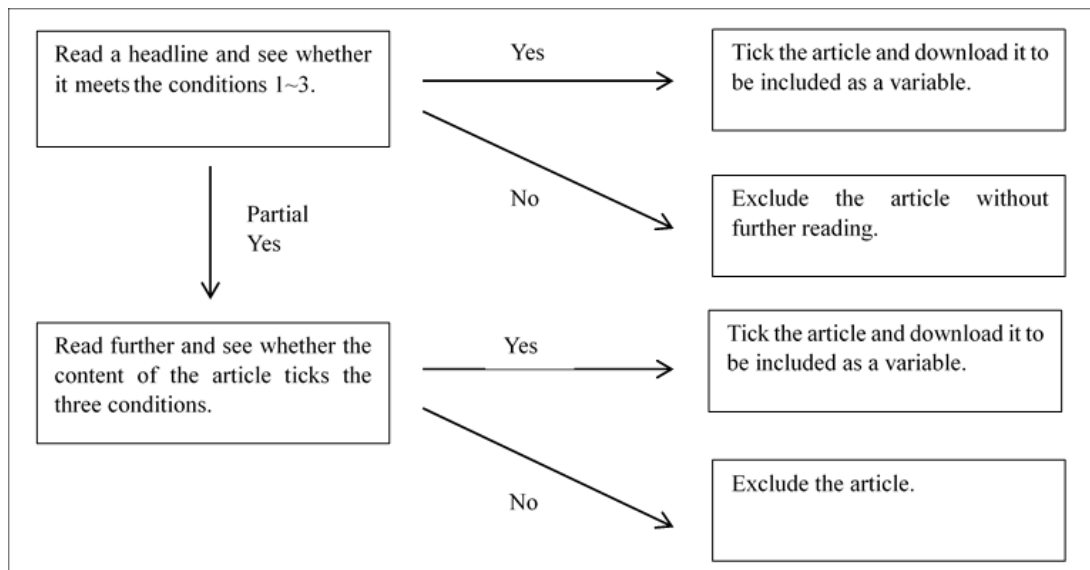 Read a headline and see whether
it meets the conditions 1~3.
Yes
Tick the article and download it to
be included as a variable.
No
Exclude the article without
further reading.
Partial
Yes
Read further and see whether the
content of the article ticks the
three conditions.
Yes
Tick the article and download it to
be included as a variable.
No
Exclude the article.